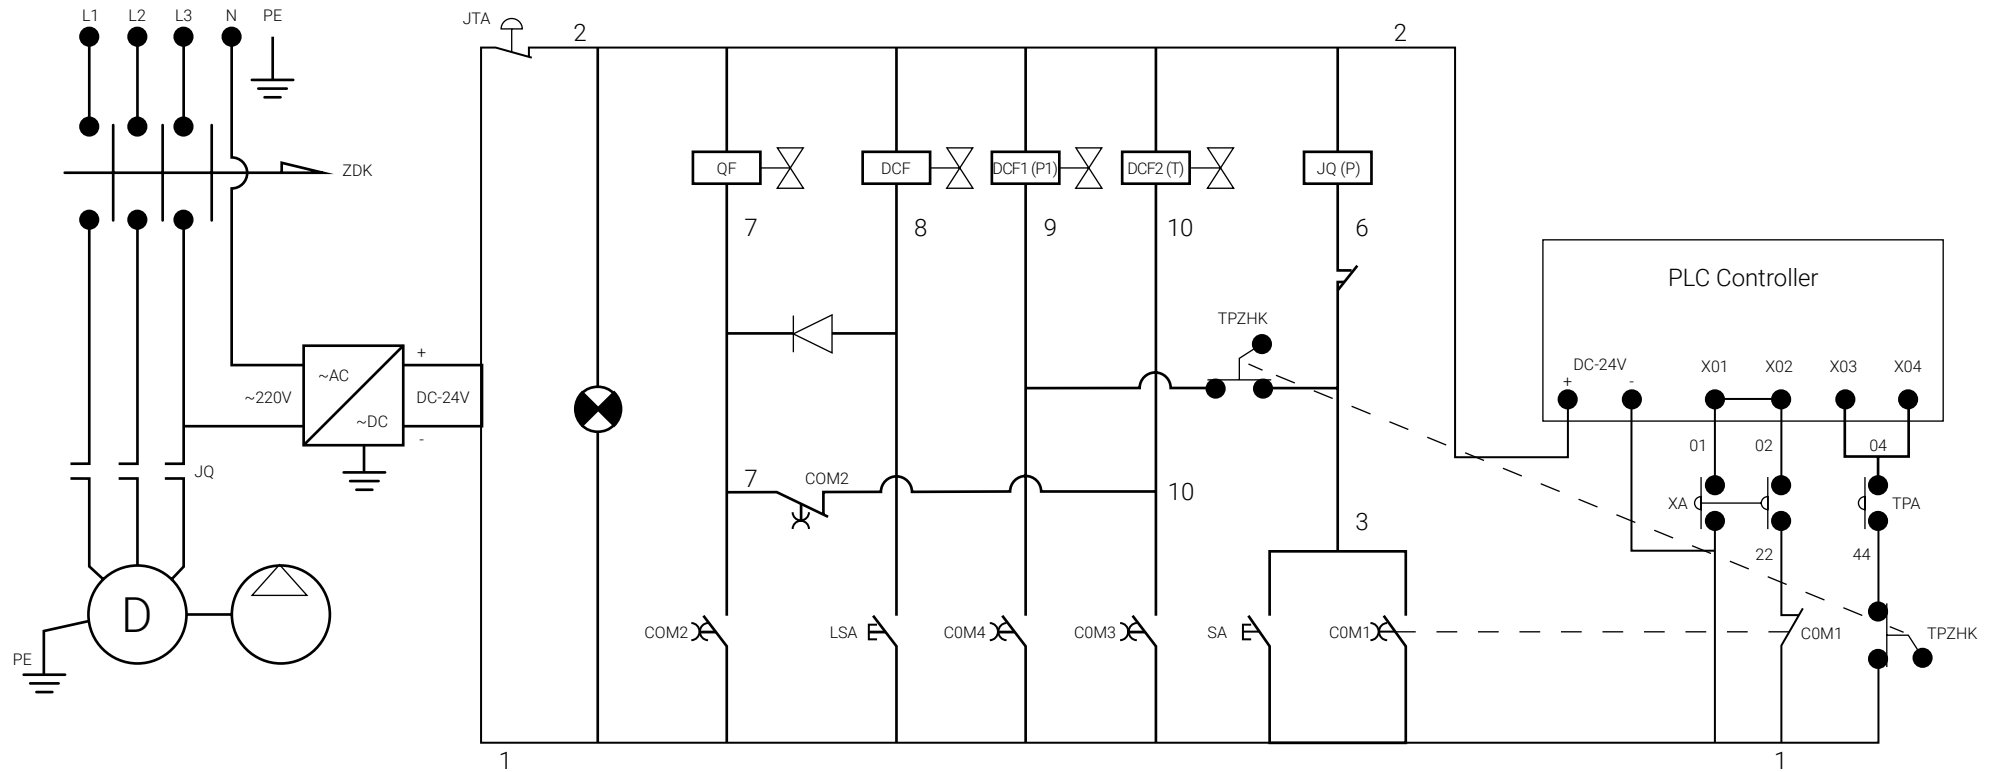 L1 L2 L3 N PE
JTA
2
2
ZDK
QF
DCF
DCF1 (P1)
DCF2 (T)
JQ (P)
7
8
9
10
6
PLC Controller
TPZHK
~AC
~220V
~DC
+
DC-24V
-
DC-24V
+
-
X01
X02
X03
X04
01
02
04
JQ
7
COM2
10
3
XA
TPA
22
44
D
PE
COM2
LSA
C0M4
C0M3
SA
C0M1
C0M1
TPZHK
1
1